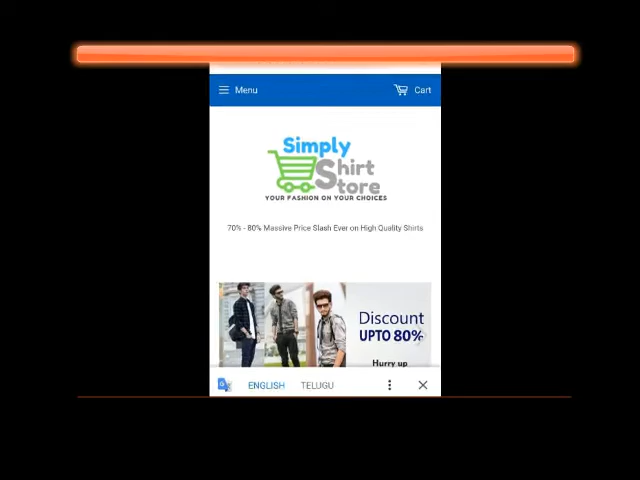 Menu
Cart
Simply
Shirt
Store
YOUR FASHION ON YOUR CHOICES
70% - 80% Massive Price Slash Ever on High Quality Shirts
Discount
UPTO 80%
Hurry up
ENGLISH TELUGU